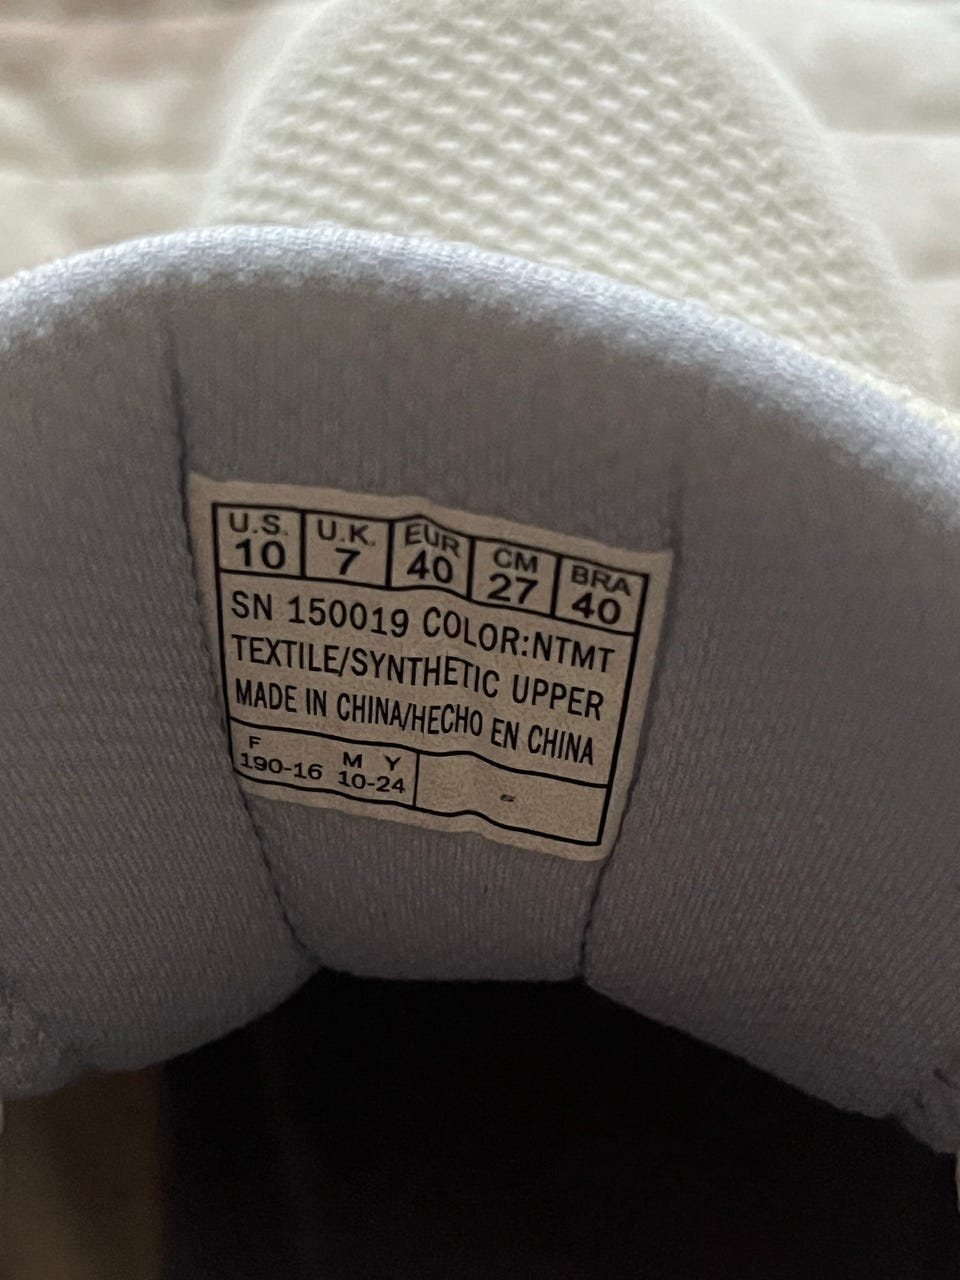 U.S. U.K. EUR CM BRA
10 7 40 27 40
SN 150019 COLOR:NTMT
TEXTILE/SYNTHETIC UPPER
MADE IN CHINA/HECHO EN CHINA
F M Y
190-16 10-24